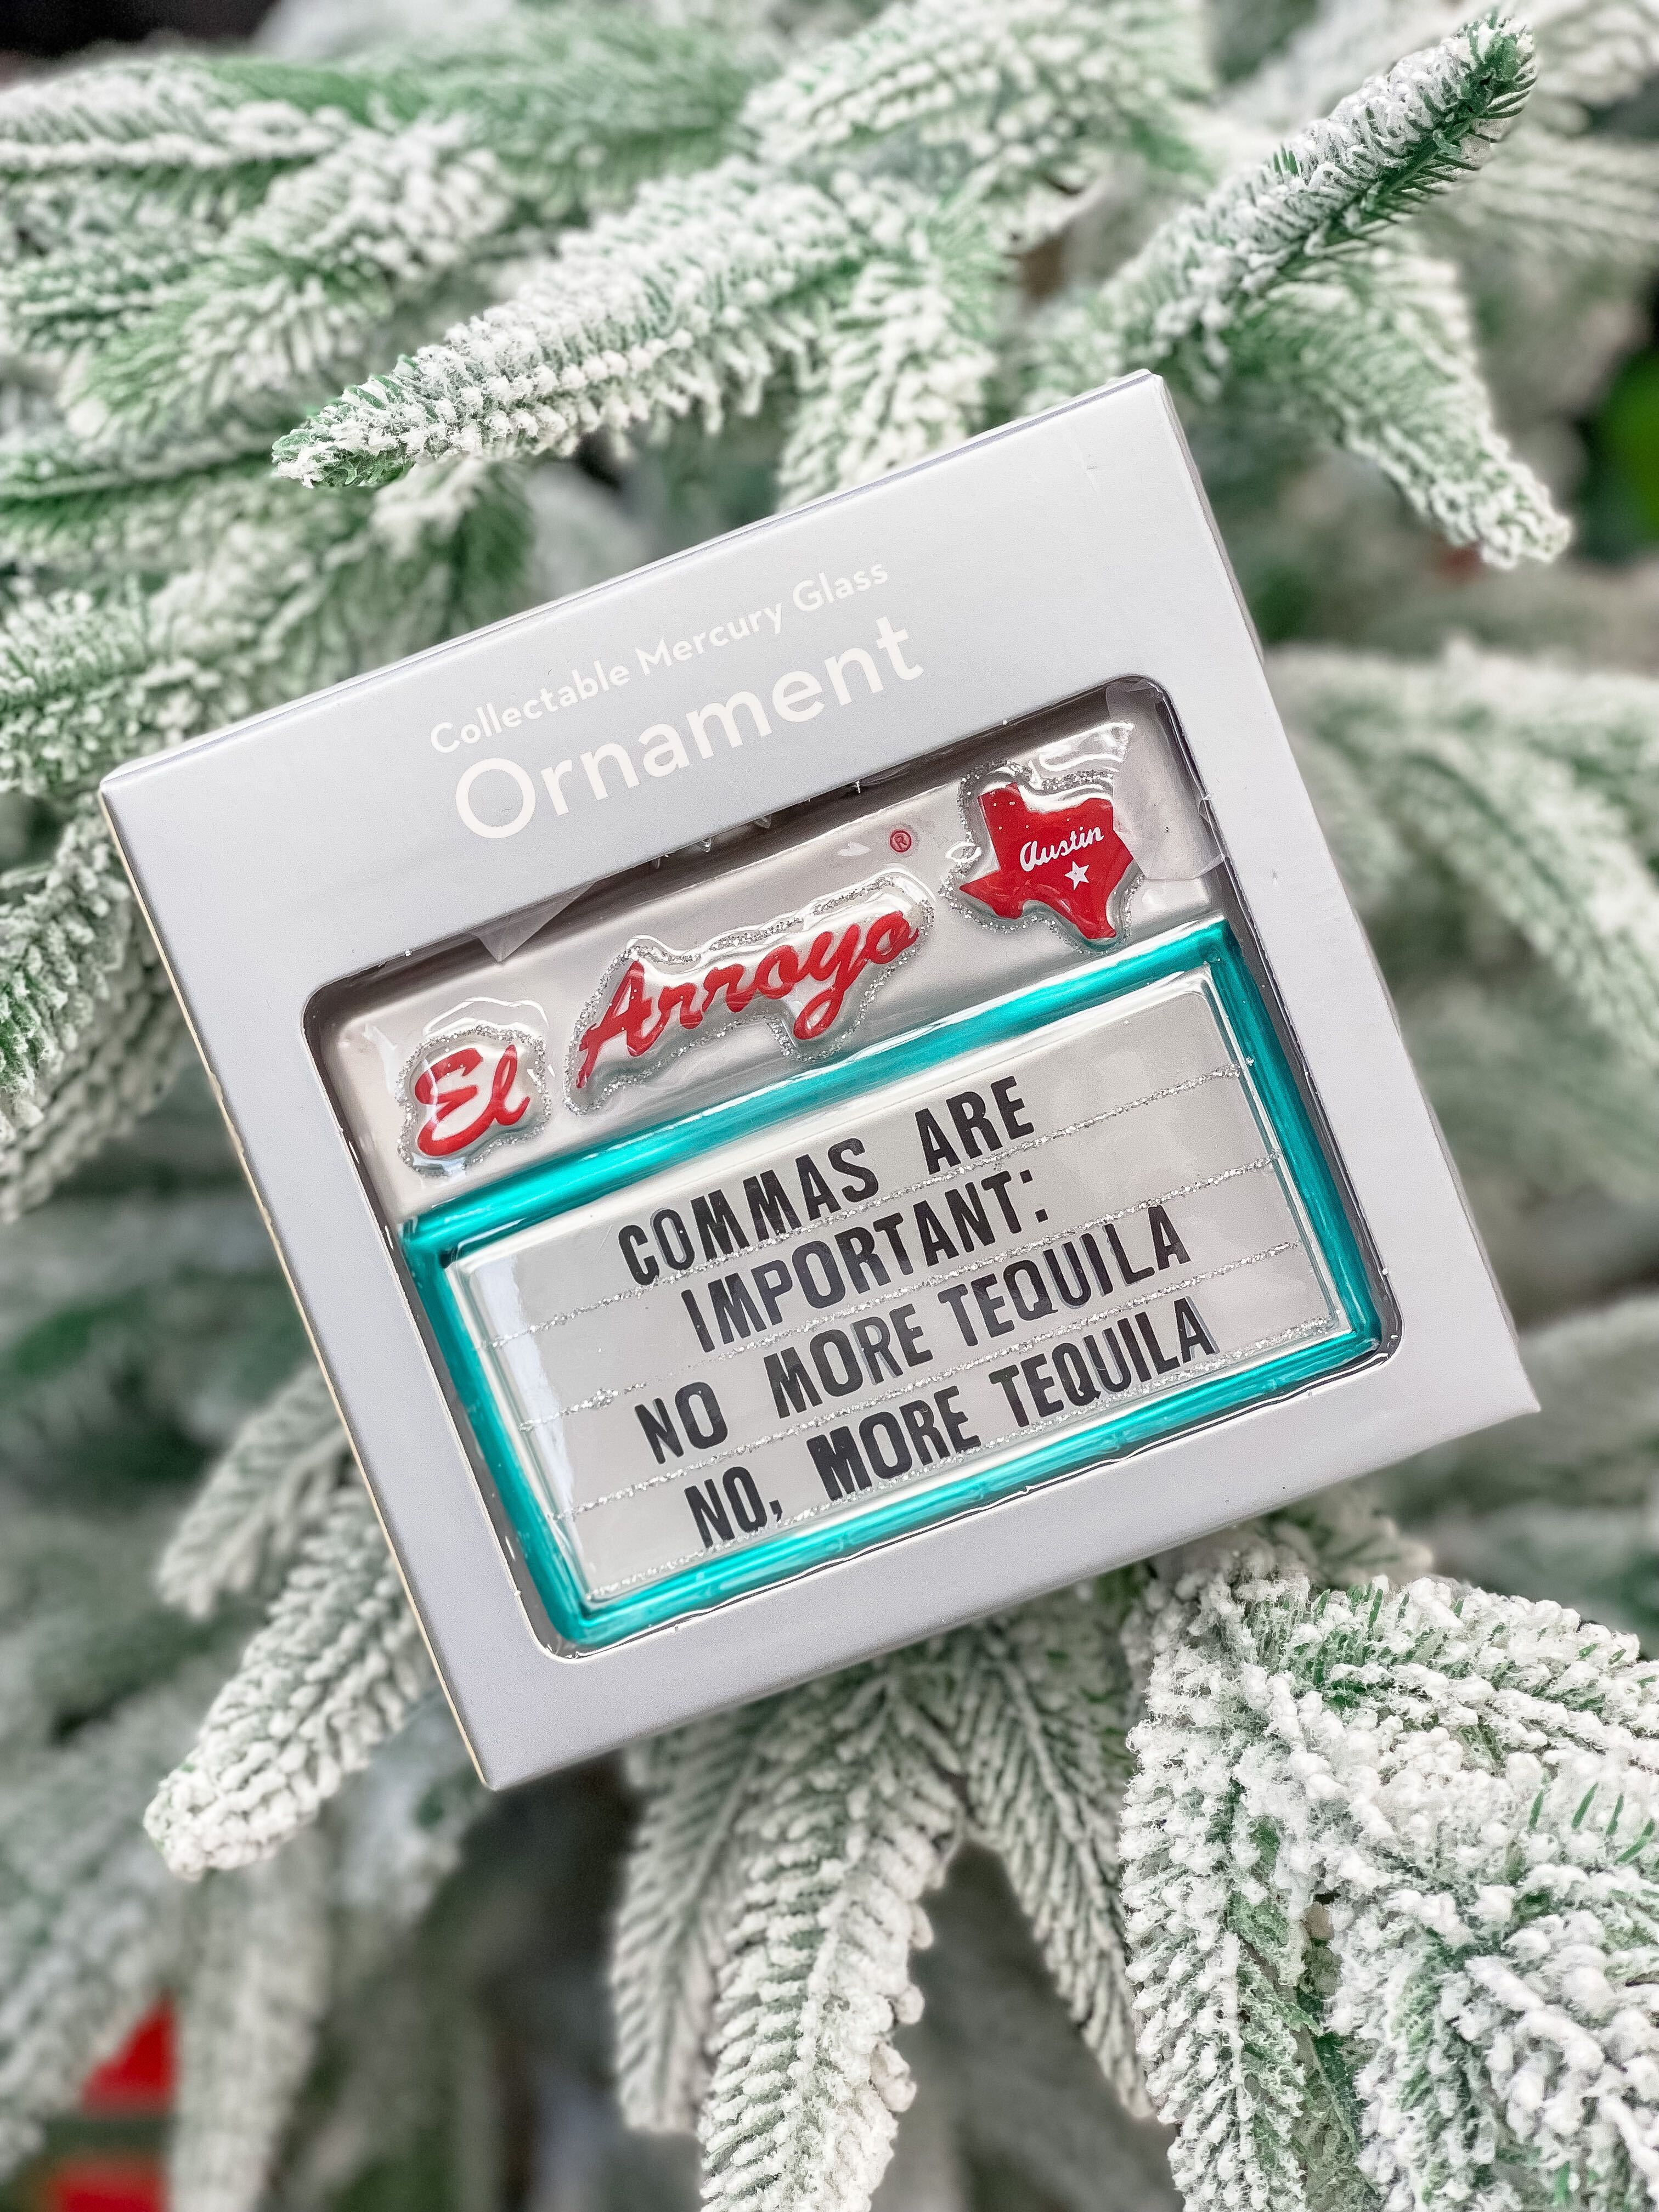 Collectable Mercury Glass
Ornament
El Arroyo ®
Austin
COMMAS ARE
IMPORTANT:
NO MORE TEQUILA
NO, MORE TEQUILA